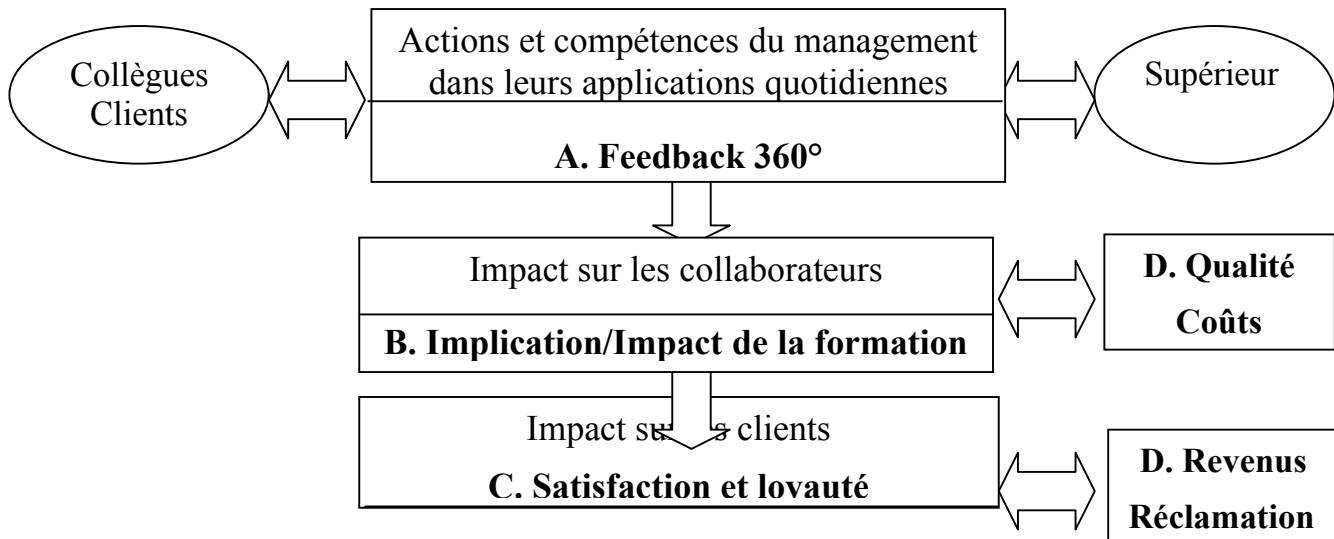 Collègues
Clients
Actions et compétences du management
dans leurs applications quotidiennes
A. Feedback 360°
Supérieur
Impact sur les collaborateurs
B. Implication/Impact de la formation
D. Qualité
Coûts
Impact clients
C. Satisfaction et lovauté
D. Revenus
Réclamation